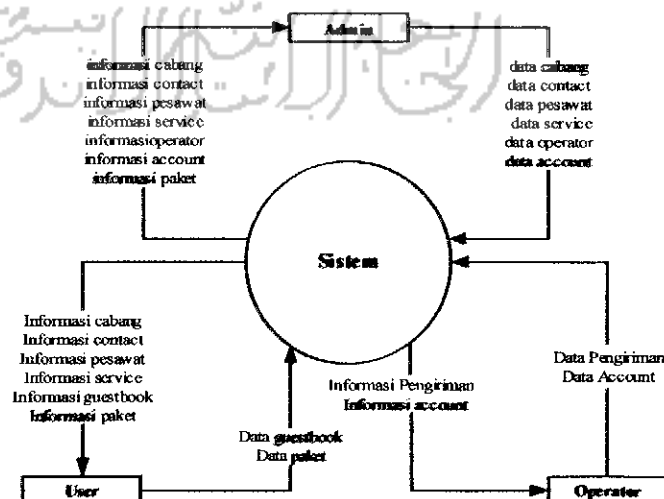 Admin
informasi cabang
informasi contact
informasi pesawat
informasi service
informasioperator
informasi account
informasi paket
data cabang
data contact
data pesawat
data service
data operator
data account
Sistem
Informasi cabang
Informasi contact
Informasi pesawat
Informasi service
Informasi guestbook
Informasi paket
Data guestbook
Data paket
Informasi Pengiriman
Informasi account
Data Pengiriman
Data Account
User
Operator